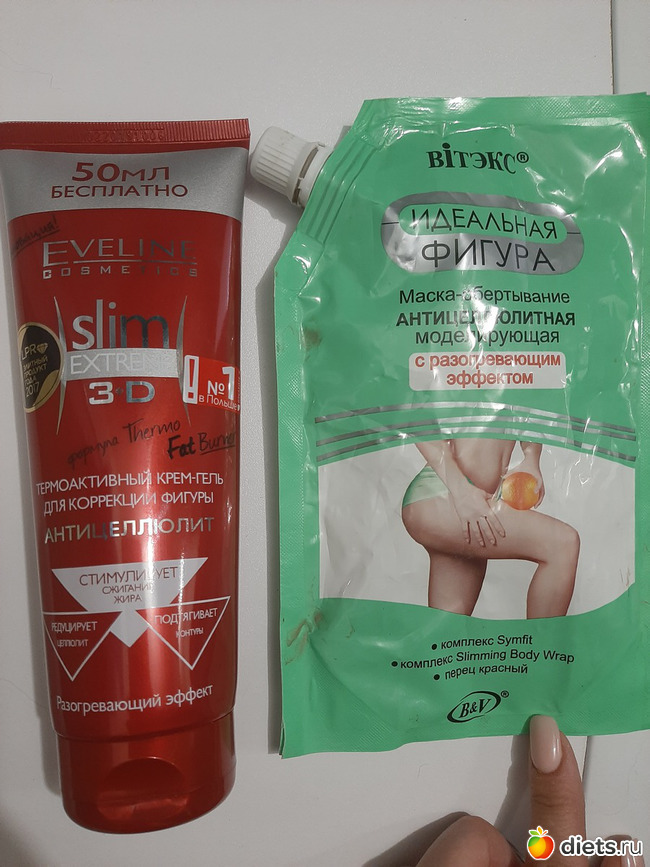 50МЛ
БЕСПЛАТНО
EVELINE
COSMETICS
slim
EXTREME
3D
№1
в Польше
формула Thermo
Fat Burner
ТЕРМОАКТИВНЫЙ КРЕМ-ГЕЛЬ
ДЛЯ КОРРЕКЦИИ ФИГУРЫ
АНТИЦЕЛЛЮЛИТ
СТИМУЛИРУЕТ
СЖИГАНИЕ
ЖИРА
РЕДУЦИРУЕТ
ЦЕЛЛЮЛИТ
ПОДТЯГИВАЕТ
КОНТУРЫ
Разогревающий эффект
ВIТЭКС®
ИДЕАЛЬНАЯ
ФИГУРА
Маска-обертывание
АНТИЦЕЛЛЮЛИТНАЯ
моделирующая
с разогревающим
эффектом
• комплекс Symfit
• комплекс Slimming Body Wrap
• перец красный
B&V®
diets.ru